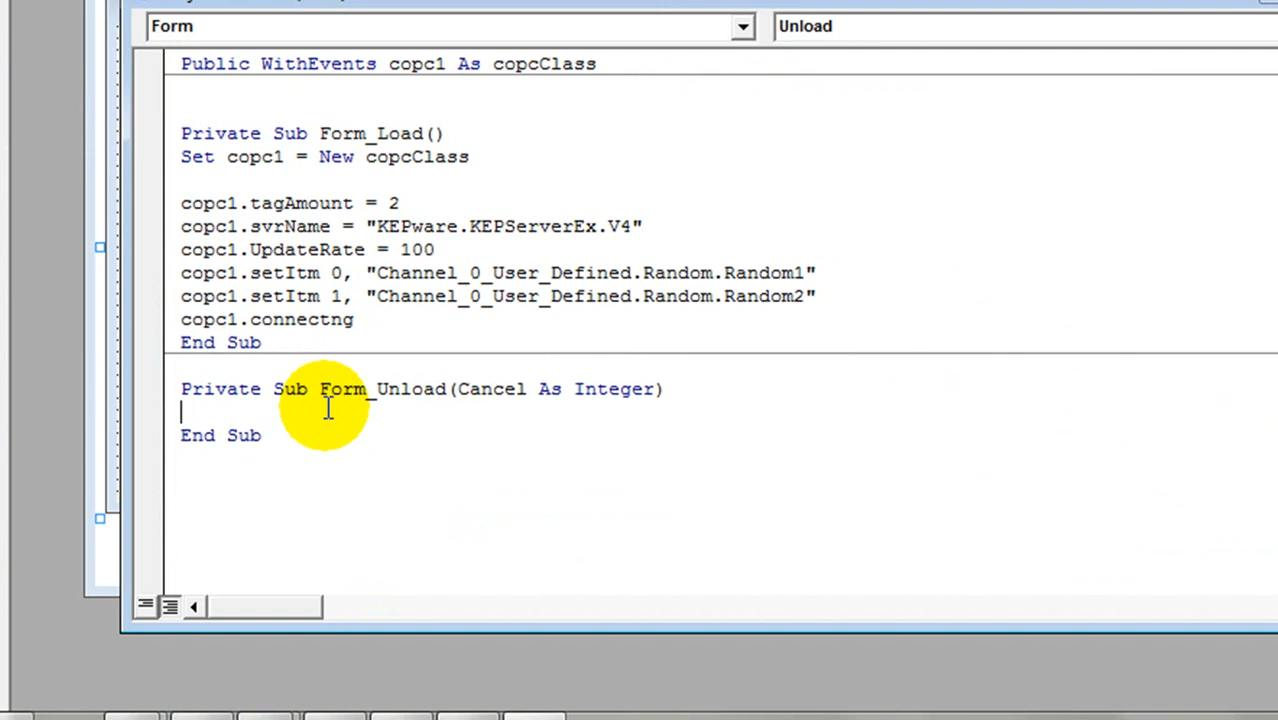 Form
Unload
Public WithEvents copc1 As copcClass
Private Sub Form_Load()
Set copc1 = New copcClass
copc1.tagAmount = 2
copc1.svrName = "KEPware.KEPServerEx.V4"
copc1.UpdateRate = 100
copc1.setItm 0, "Channel_0_User_Defined.Random.Random1"
copc1.setItm 1, "Channel_0_User_Defined.Random.Random2"
copc1.connectng
End Sub
Private Sub Form_Unload(Cancel As Integer)
End Sub